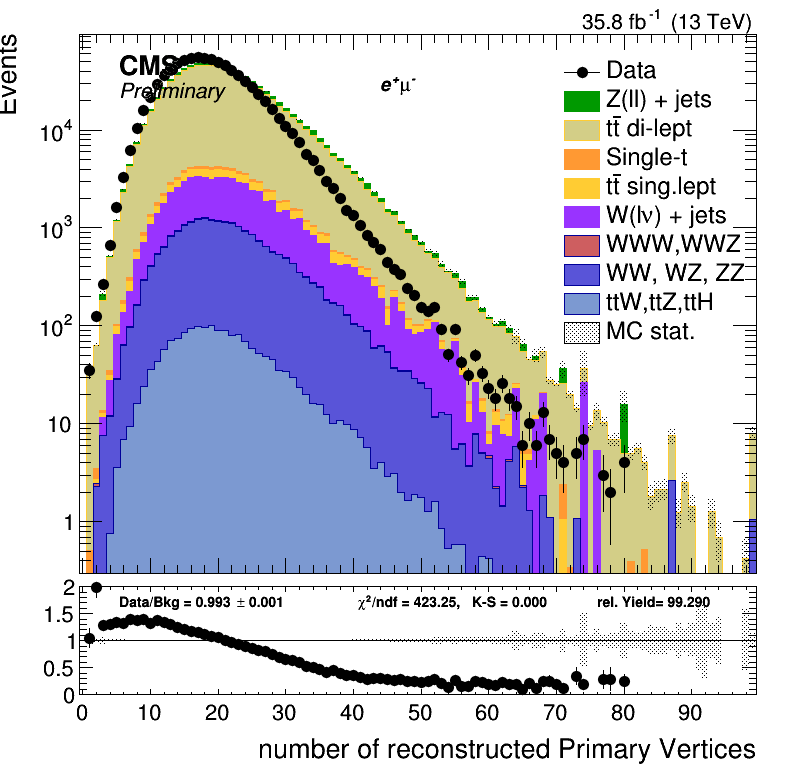 35.8 fb⁻¹ (13 TeV)
Events
CMS
Preliminary
e⁺μ⁻
Data
Z(ll) + jets
tt̄ di-lept
Single-t
tt̄ sing.lept
W(lν) + jets
WWW,WWZ
WW, WZ, ZZ
ttW,ttZ,ttH
MC stat.
10⁴
10³
10²
10
1
Data/Bkg = 0.993 ± 0.001 χ²/ndf = 423.25, K-S = 0.000 rel. Yield= 99.290
2
1.5
1
0.5
0
0 10 20 30 40 50 60 70 80 90
number of reconstructed Primary Vertices